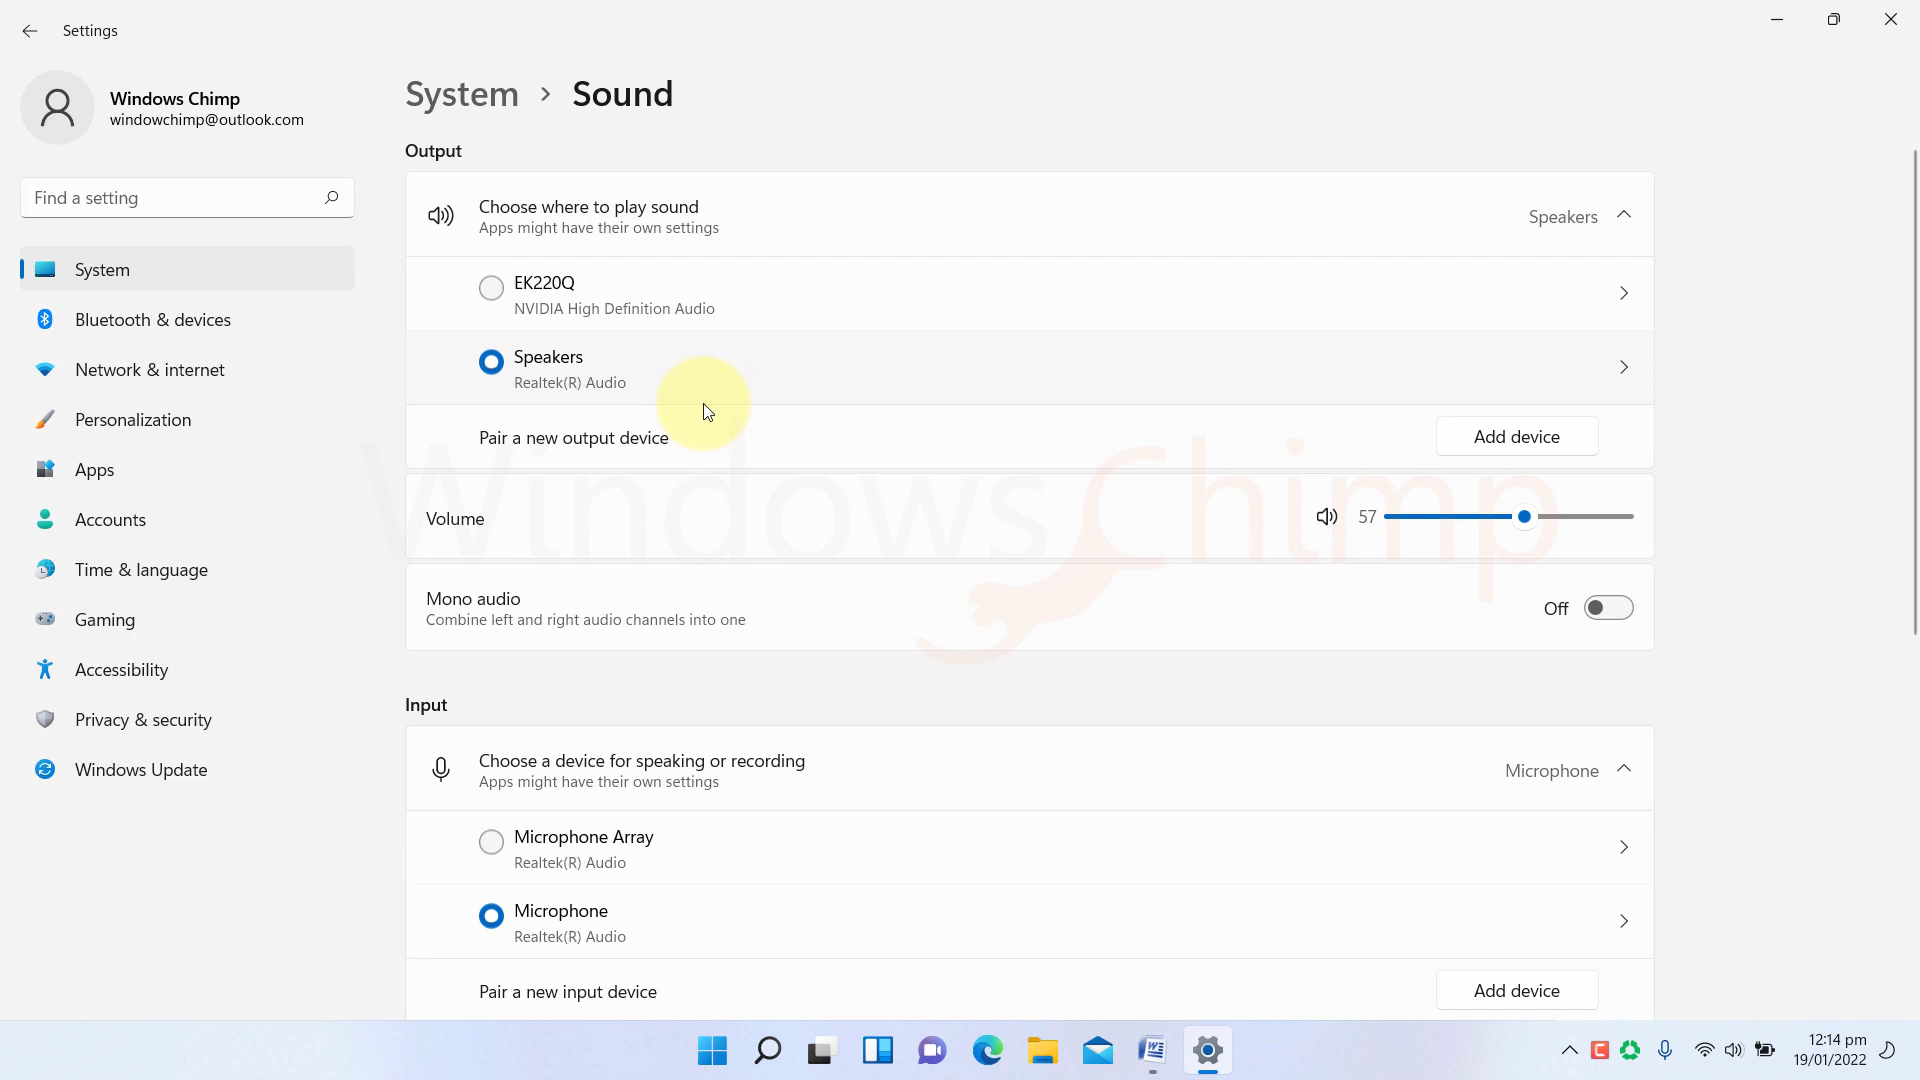 Settings
Windows Chimp
windowchimp@outlook.com
Find a setting
System
Bluetooth & devices
Network & internet
Personalization
Apps
Accounts
Time & language
Gaming
Accessibility
Privacy & security
Windows Update
System > Sound
Output
Choose where to play sound
Apps might have their own settings
Speakers
EK220Q
NVIDIA High Definition Audio
Speakers
Realtek(R) Audio
Pair a new output device
Add device
Volume
57
Mono audio
Combine left and right audio channels into one
Off
WindowsChimp
Input
Choose a device for speaking or recording
Apps might have their own settings
Microphone
Microphone Array
Realtek(R) Audio
Microphone
Realtek(R) Audio
Pair a new input device
Add device
12:14 pm
19/01/2022